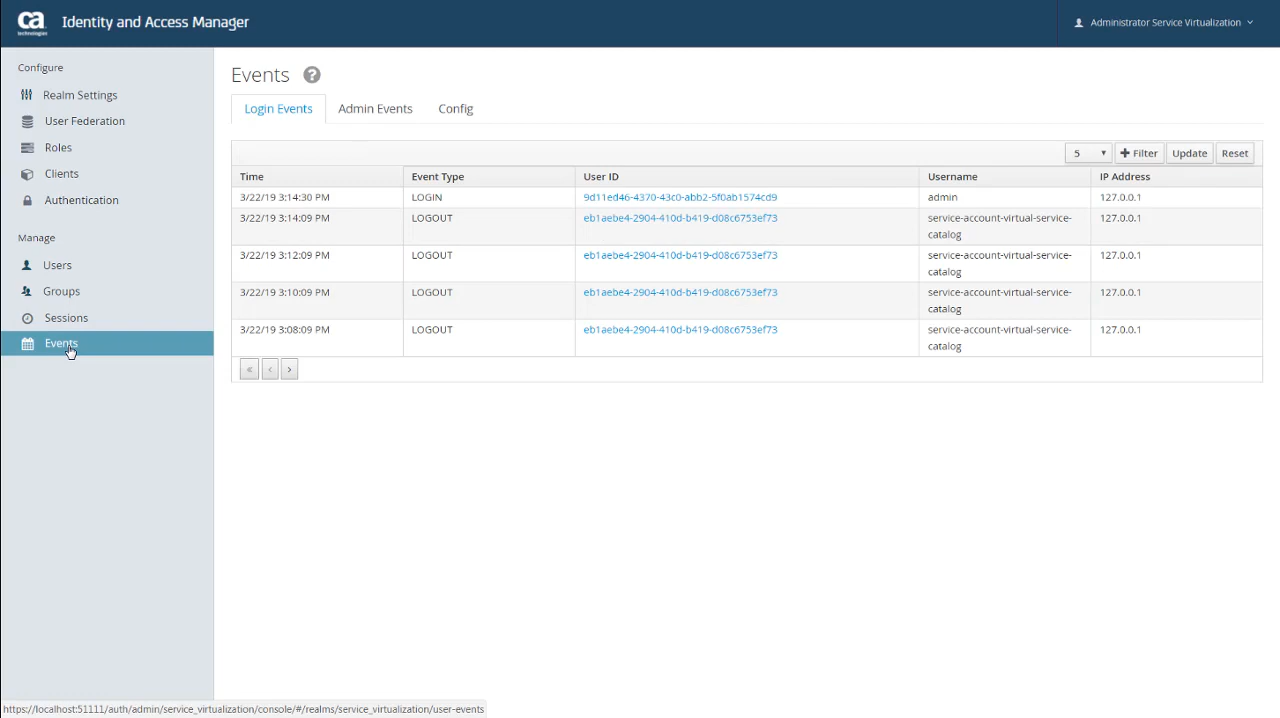 ca
technologies
Identity and Access Manager
Administrator Service Virtualization
Configure
Realm Settings
User Federation
Roles
Clients
Authentication
Manage
Users
Groups
Sessions
Events
Events ?
Login Events Admin Events Config
5 Filter Update Reset
Time Event Type User ID Username IP Address
3/22/19 3:14:30 PM LOGIN 9d11ed46-4370-43c0-abb2-5f0ab1574cd9 admin 127.0.0.1
3/22/19 3:14:09 PM LOGOUT eb1aebe4-2904-410d-b419-d08c6753ef73 service-account-virtual-service- 127.0.0.1
catalog
3/22/19 3:12:09 PM LOGOUT eb1aebe4-2904-410d-b419-d08c6753ef73 service-account-virtual-service- 127.0.0.1
catalog
3/22/19 3:10:09 PM LOGOUT eb1aebe4-2904-410d-b419-d08c6753ef73 service-account-virtual-service- 127.0.0.1
catalog
3/22/19 3:08:09 PM LOGOUT eb1aebe4-2904-410d-b419-d08c6753ef73 service-account-virtual-service- 127.0.0.1
catalog
« ‹ ›
https://localhost:51111/auth/admin/service_virtualization/console/#/realms/service_virtualization/user-events